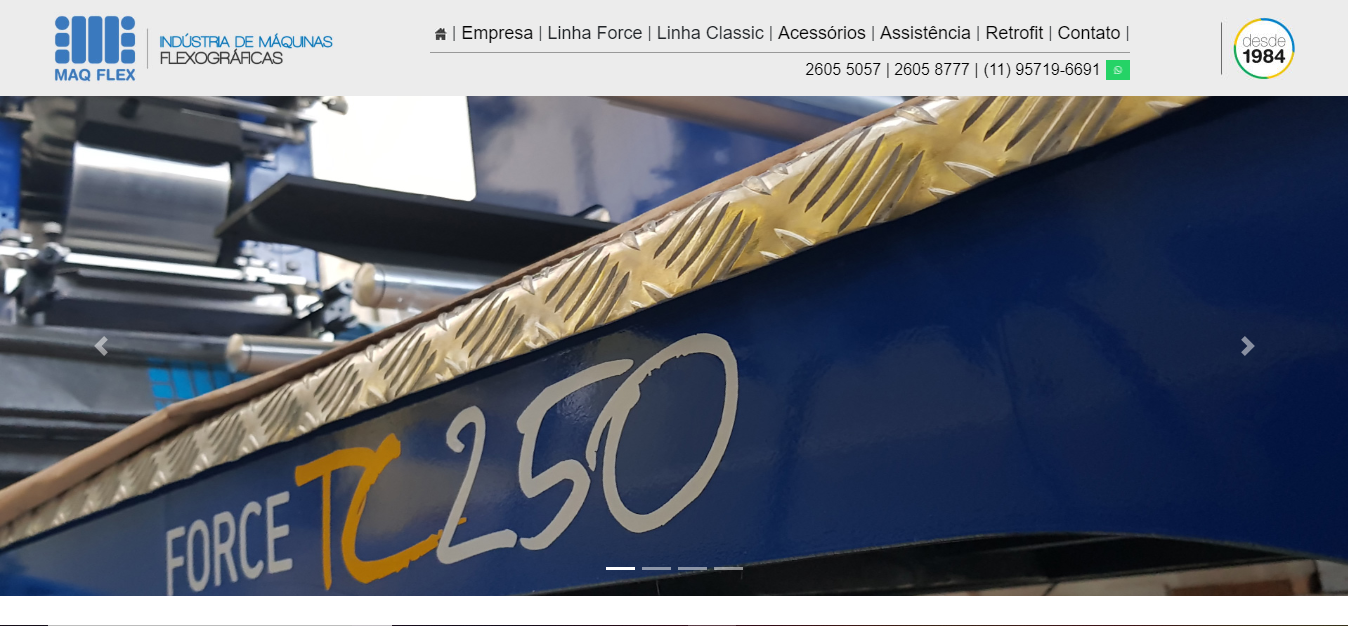 MAQ FLEX
INDÚSTRIA DE MÁQUINAS
FLEXOGRÁFICAS
| Empresa | Linha Force | Linha Classic | Acessórios | Assistência | Retrofit | Contato |
2605 5057 | 2605 8777 | (11) 95719-6691
desde
1984
FORCE TC 250